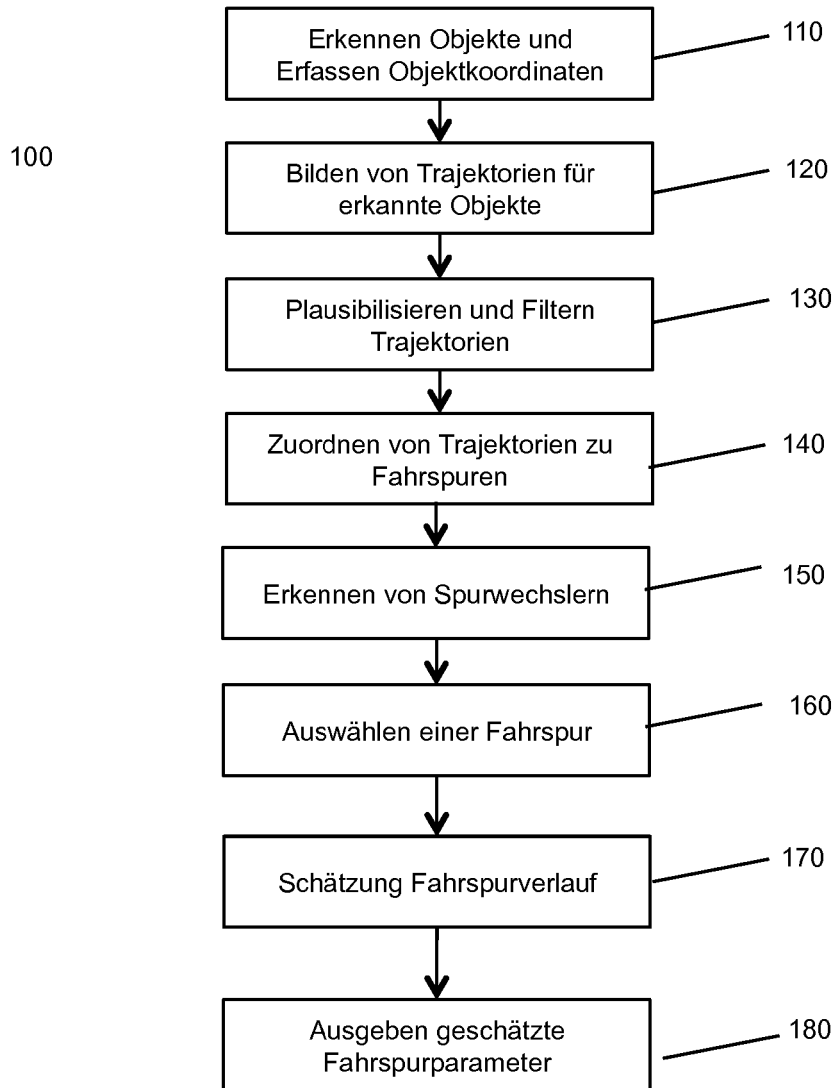 Erkennen Objekte und
Erfassen Objektkoordinaten
110
100
Bilden von Trajektorien für
erkannte Objekte
120
Plausibilisieren und Filtern
Trajektorien
130
Zuordnen von Trajektorien zu
Fahrspuren
140
Erkennen von Spurwechslern
150
Auswählen einer Fahrspur
160
Schätzung Fahrspurverlauf
170
Ausgeben geschätzte
Fahrspurparameter
180